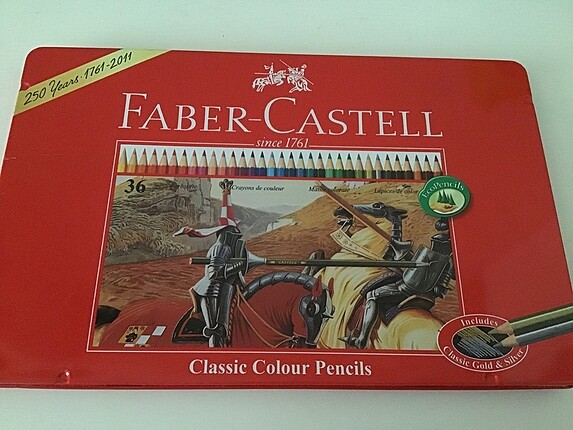 250 Years · 1761-2011
FABER-CASTELL
since 1761
36
Crayons de couleur
EcoPencils
Includes
Classic Gold & Silver
Classic Colour Pencils